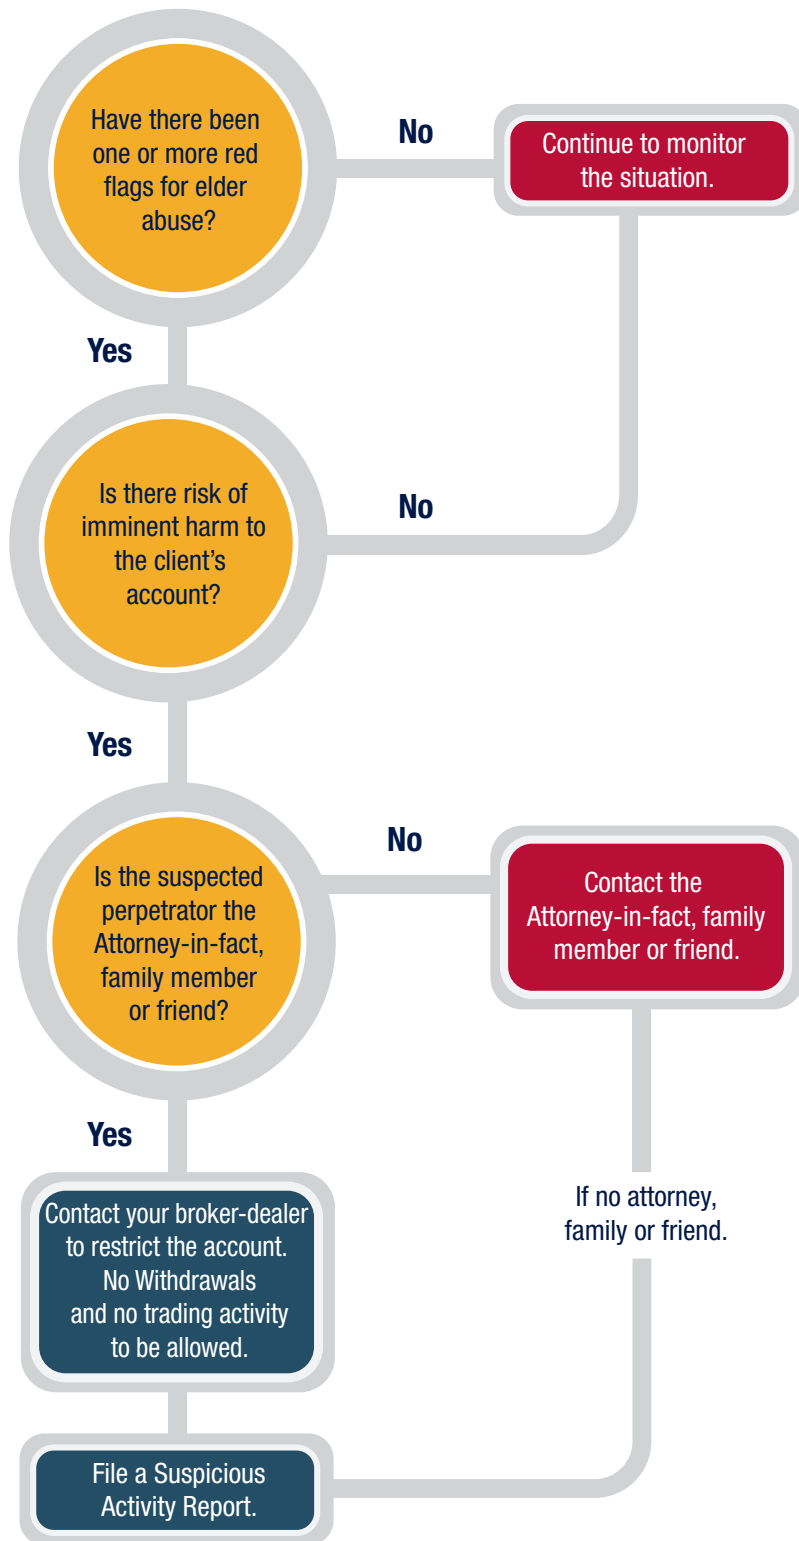 Have there been
one or more red
flags for elder
abuse?
No
Continue to monitor
the situation.
Yes
Is there risk of
imminent harm to
the client's
account?
No
Yes
Is the suspected
perpetrator the
Attorney-in-fact,
family member
or friend?
No
Contact the
Attorney-in-fact, family
member or friend.
Yes
Contact your broker-dealer
to restrict the account.
No Withdrawals
and no trading activity
to be allowed.
If no attorney,
family or friend.
File a Suspicious
Activity Report.